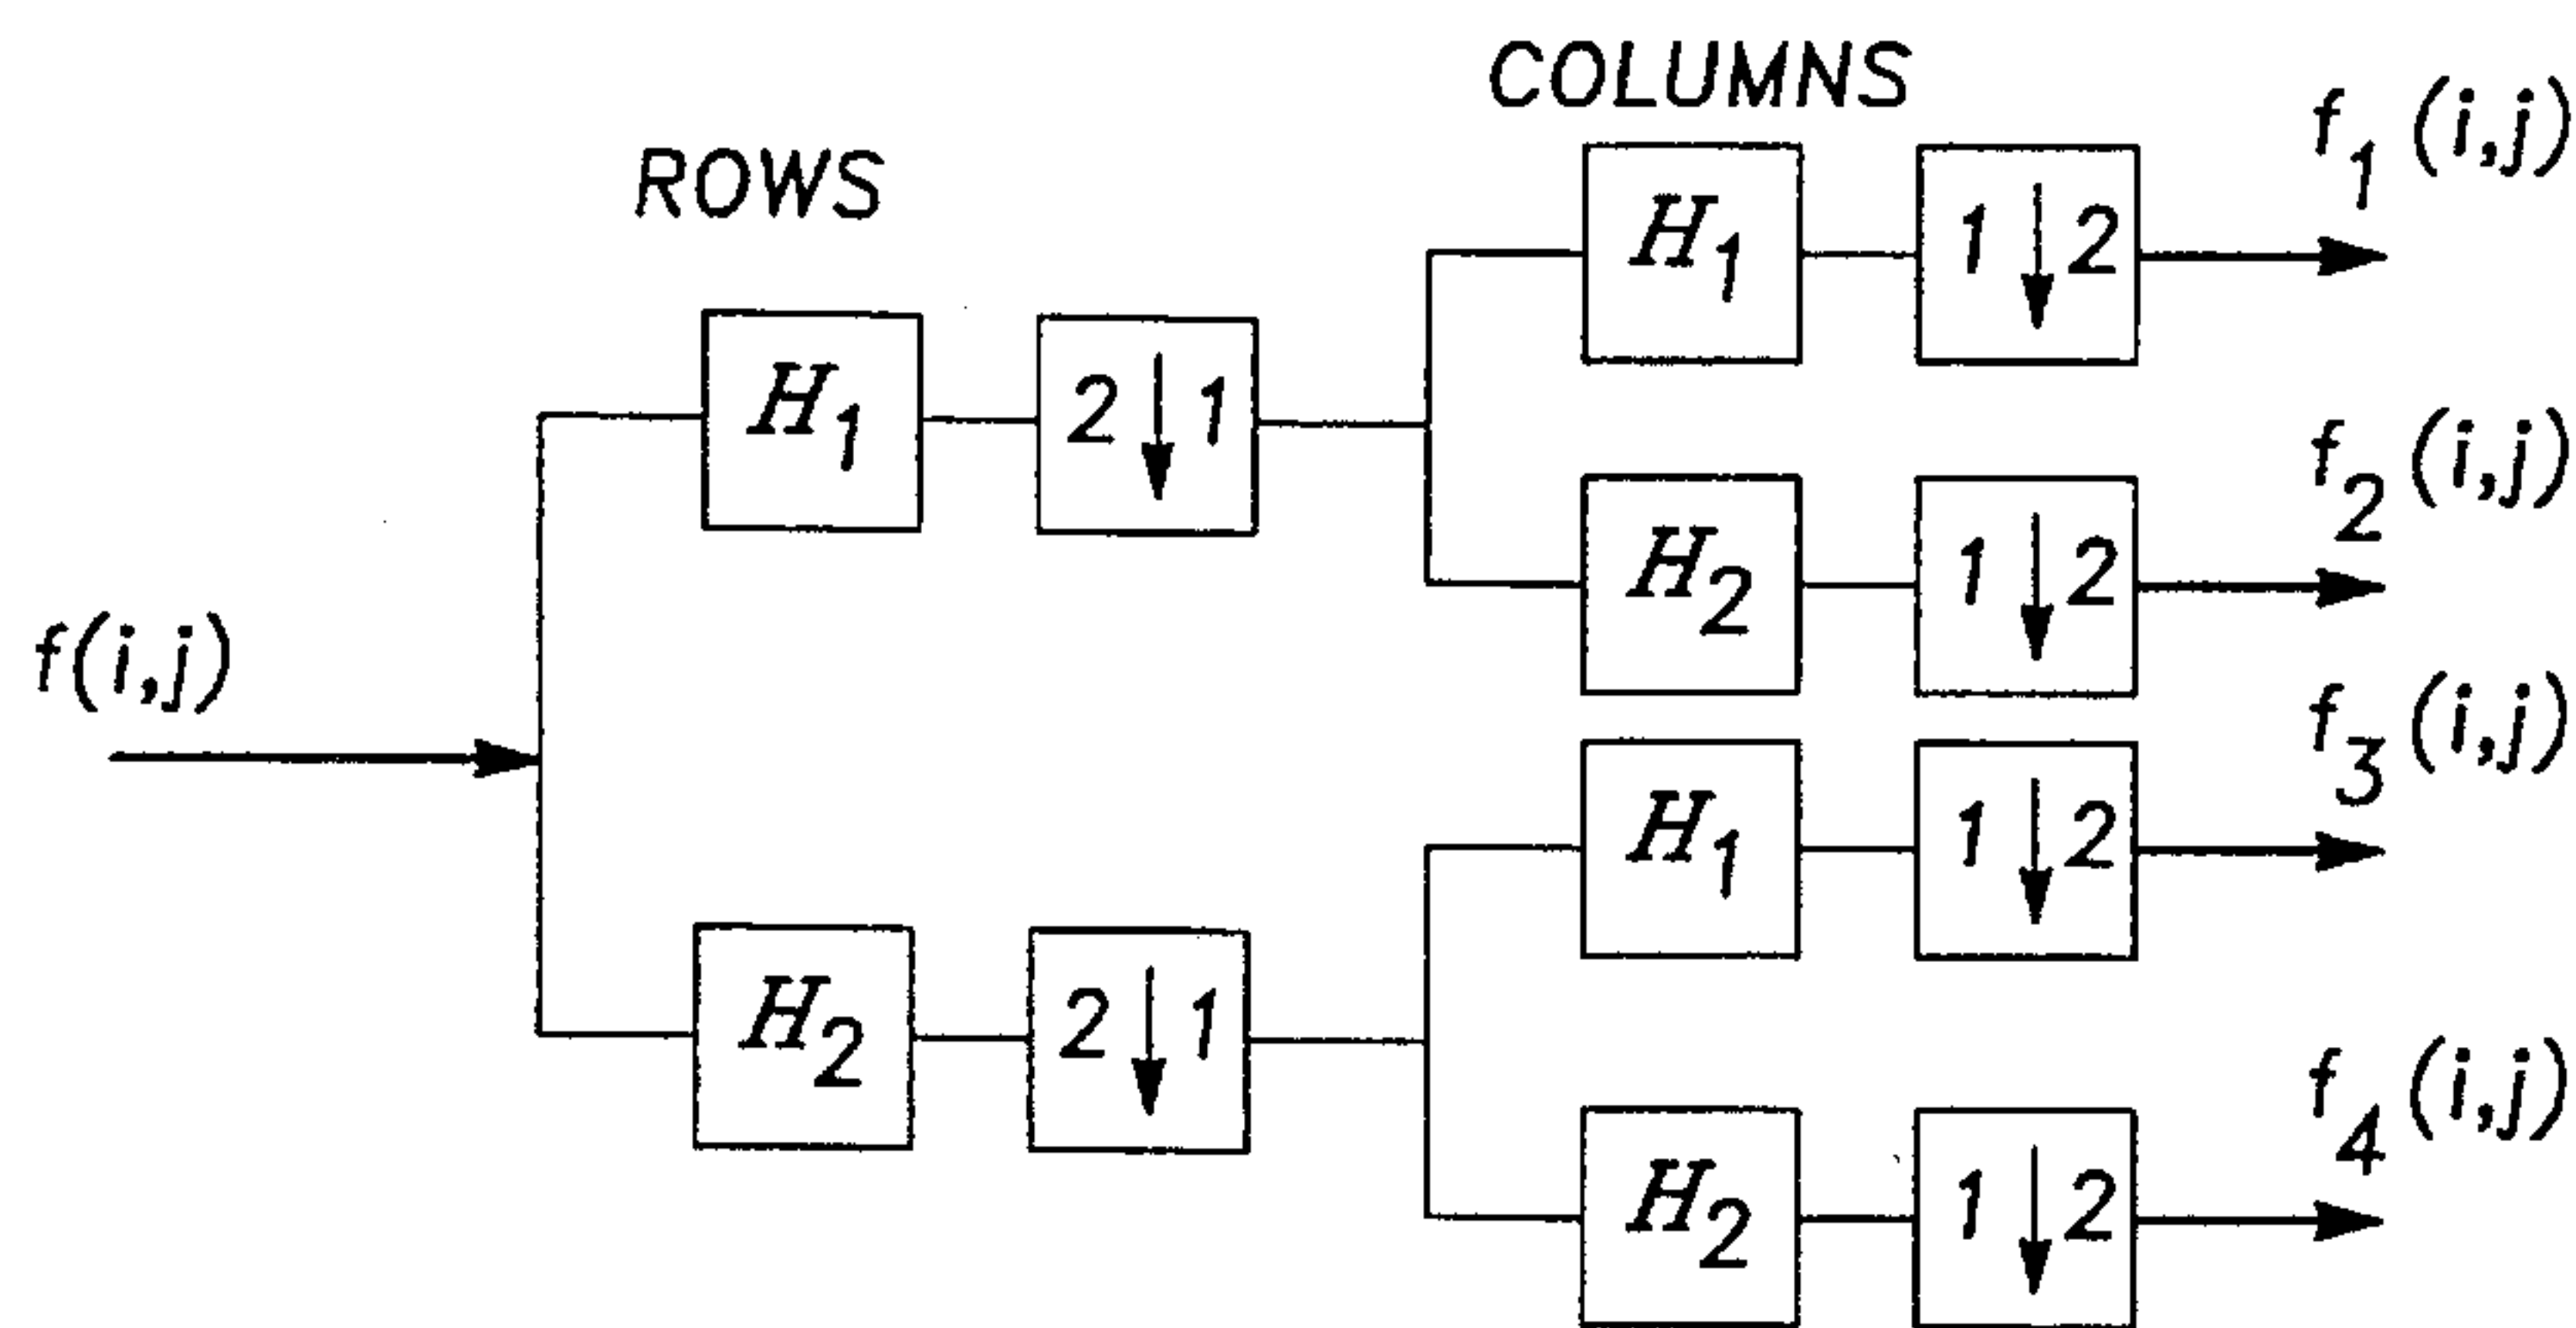 COLUMNS
ROWS
f1 (i,j)
H1
1↓2
H1
2↓1
f2 (i,j)
H2
1↓2
f(i,j)
f3 (i,j)
H1
1↓2
H2
2↓1
f4 (i,j)
H2
1↓2